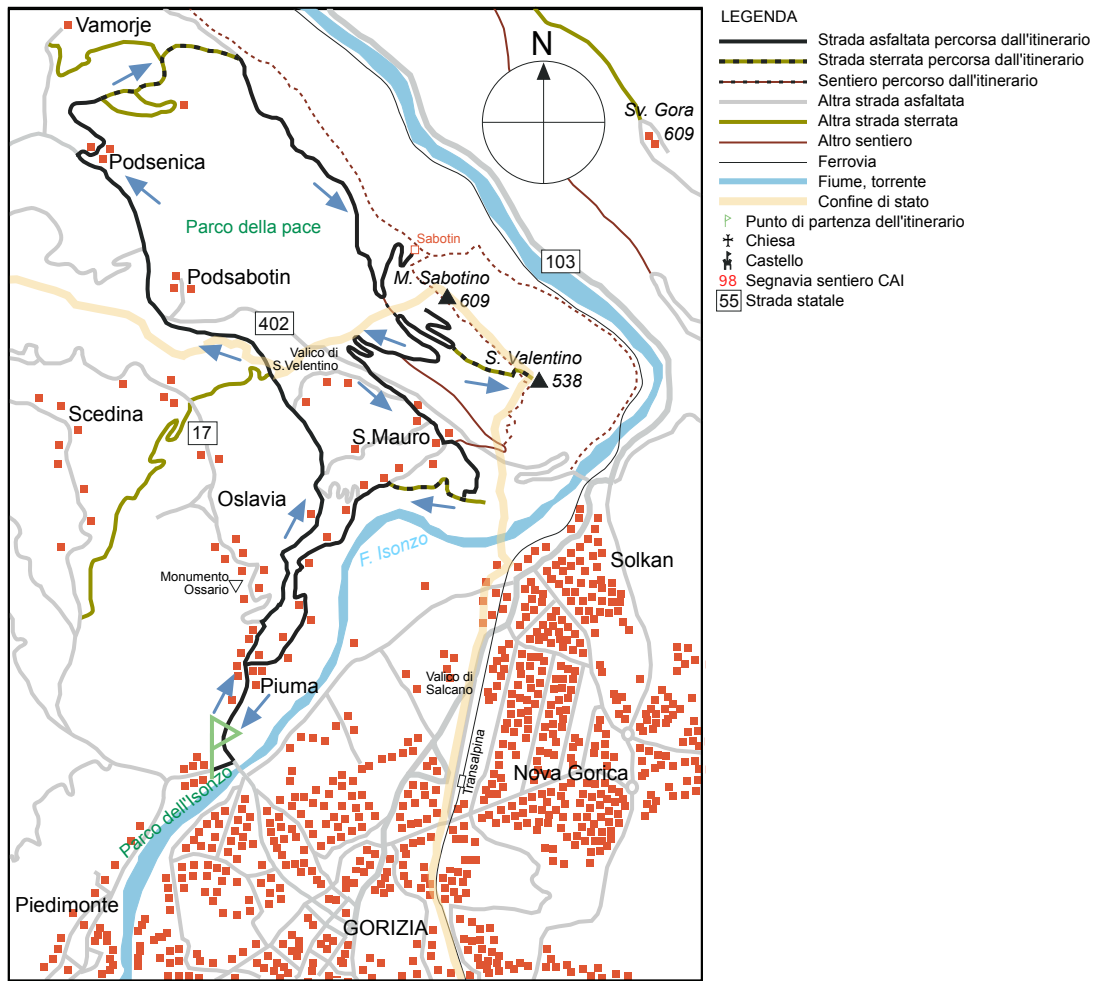 Vamorje
N
Sv. Gora
609
Podsenica
Parco della pace
Sabotin
M. Sabotino
609
103
Podsabotin
402
Valico di
S.Velentino
S. Valentino
538
Scedina
17
S.Mauro
Oslavia
F. Isonzo
Solkan
Monumento
Ossario
Piuma
Valico di
Salcano
Transalpina
Nova Gorica
Parco dell'Isonzo
Piedimonte
GORIZIA
LEGENDA
Strada asfaltata percorsa dall'itinerario
Strada sterrata percorsa dall'itinerario
Sentiero percorso dall'itinerario
Altra strada asfaltata
Altra strada sterrata
Altro sentiero
Ferrovia
Fiume, torrente
Confine di stato
Punto di partenza dell'itinerario
Chiesa
Castello
98 Segnavia sentiero CAI
55 Strada statale